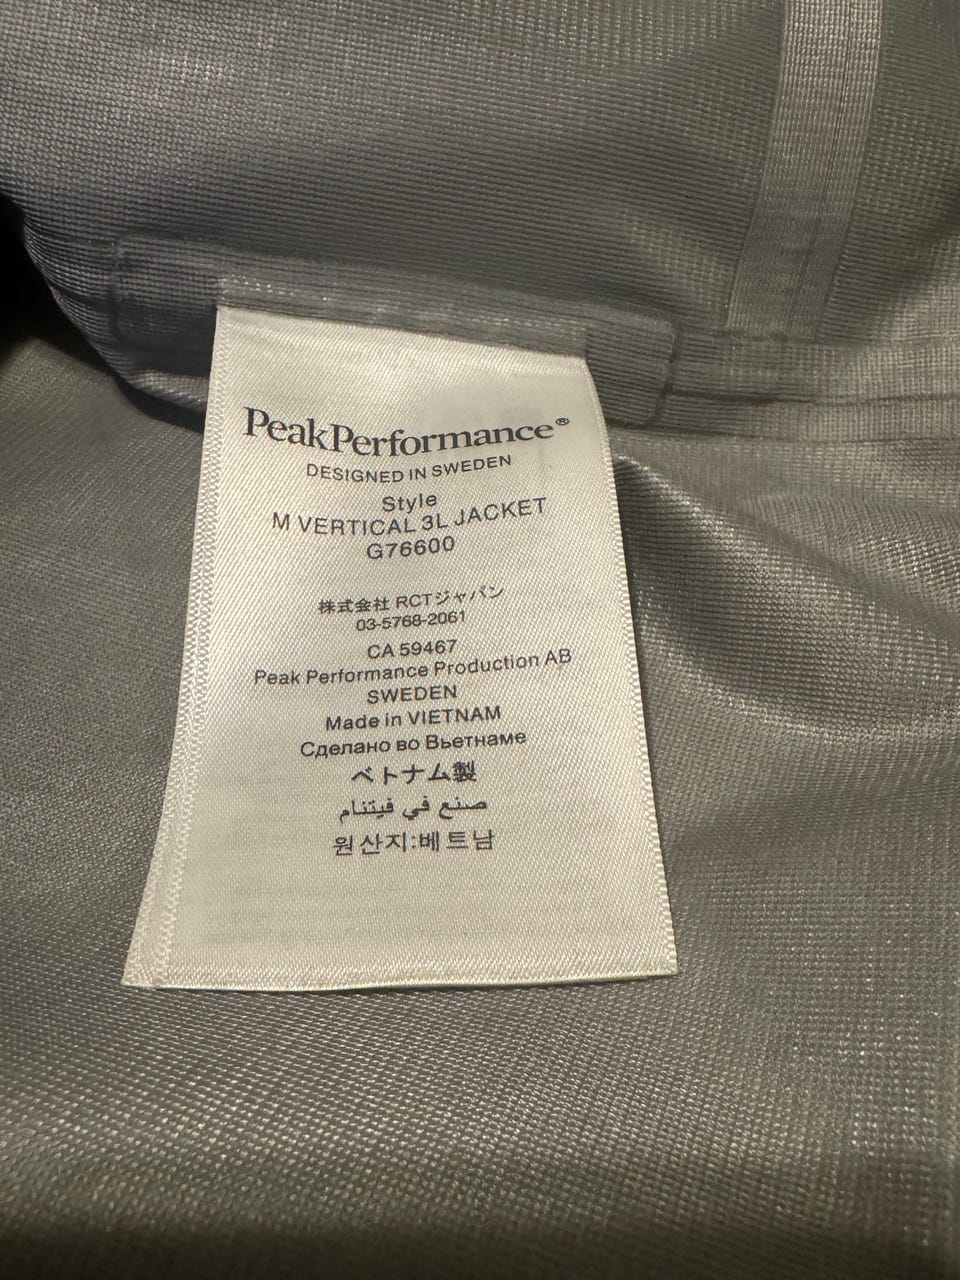 PeakPerformance®
DESIGNED IN SWEDEN
Style
M VERTICAL 3L JACKET
G76600
株式会社 RCTジャパン
03-5768-2061
CA 59467
Peak Performance Production AB
SWEDEN
Made in VIETNAM
Сделано во Вьетнаме
ベトナム製
صنع في فيتنام
원산지:베트남